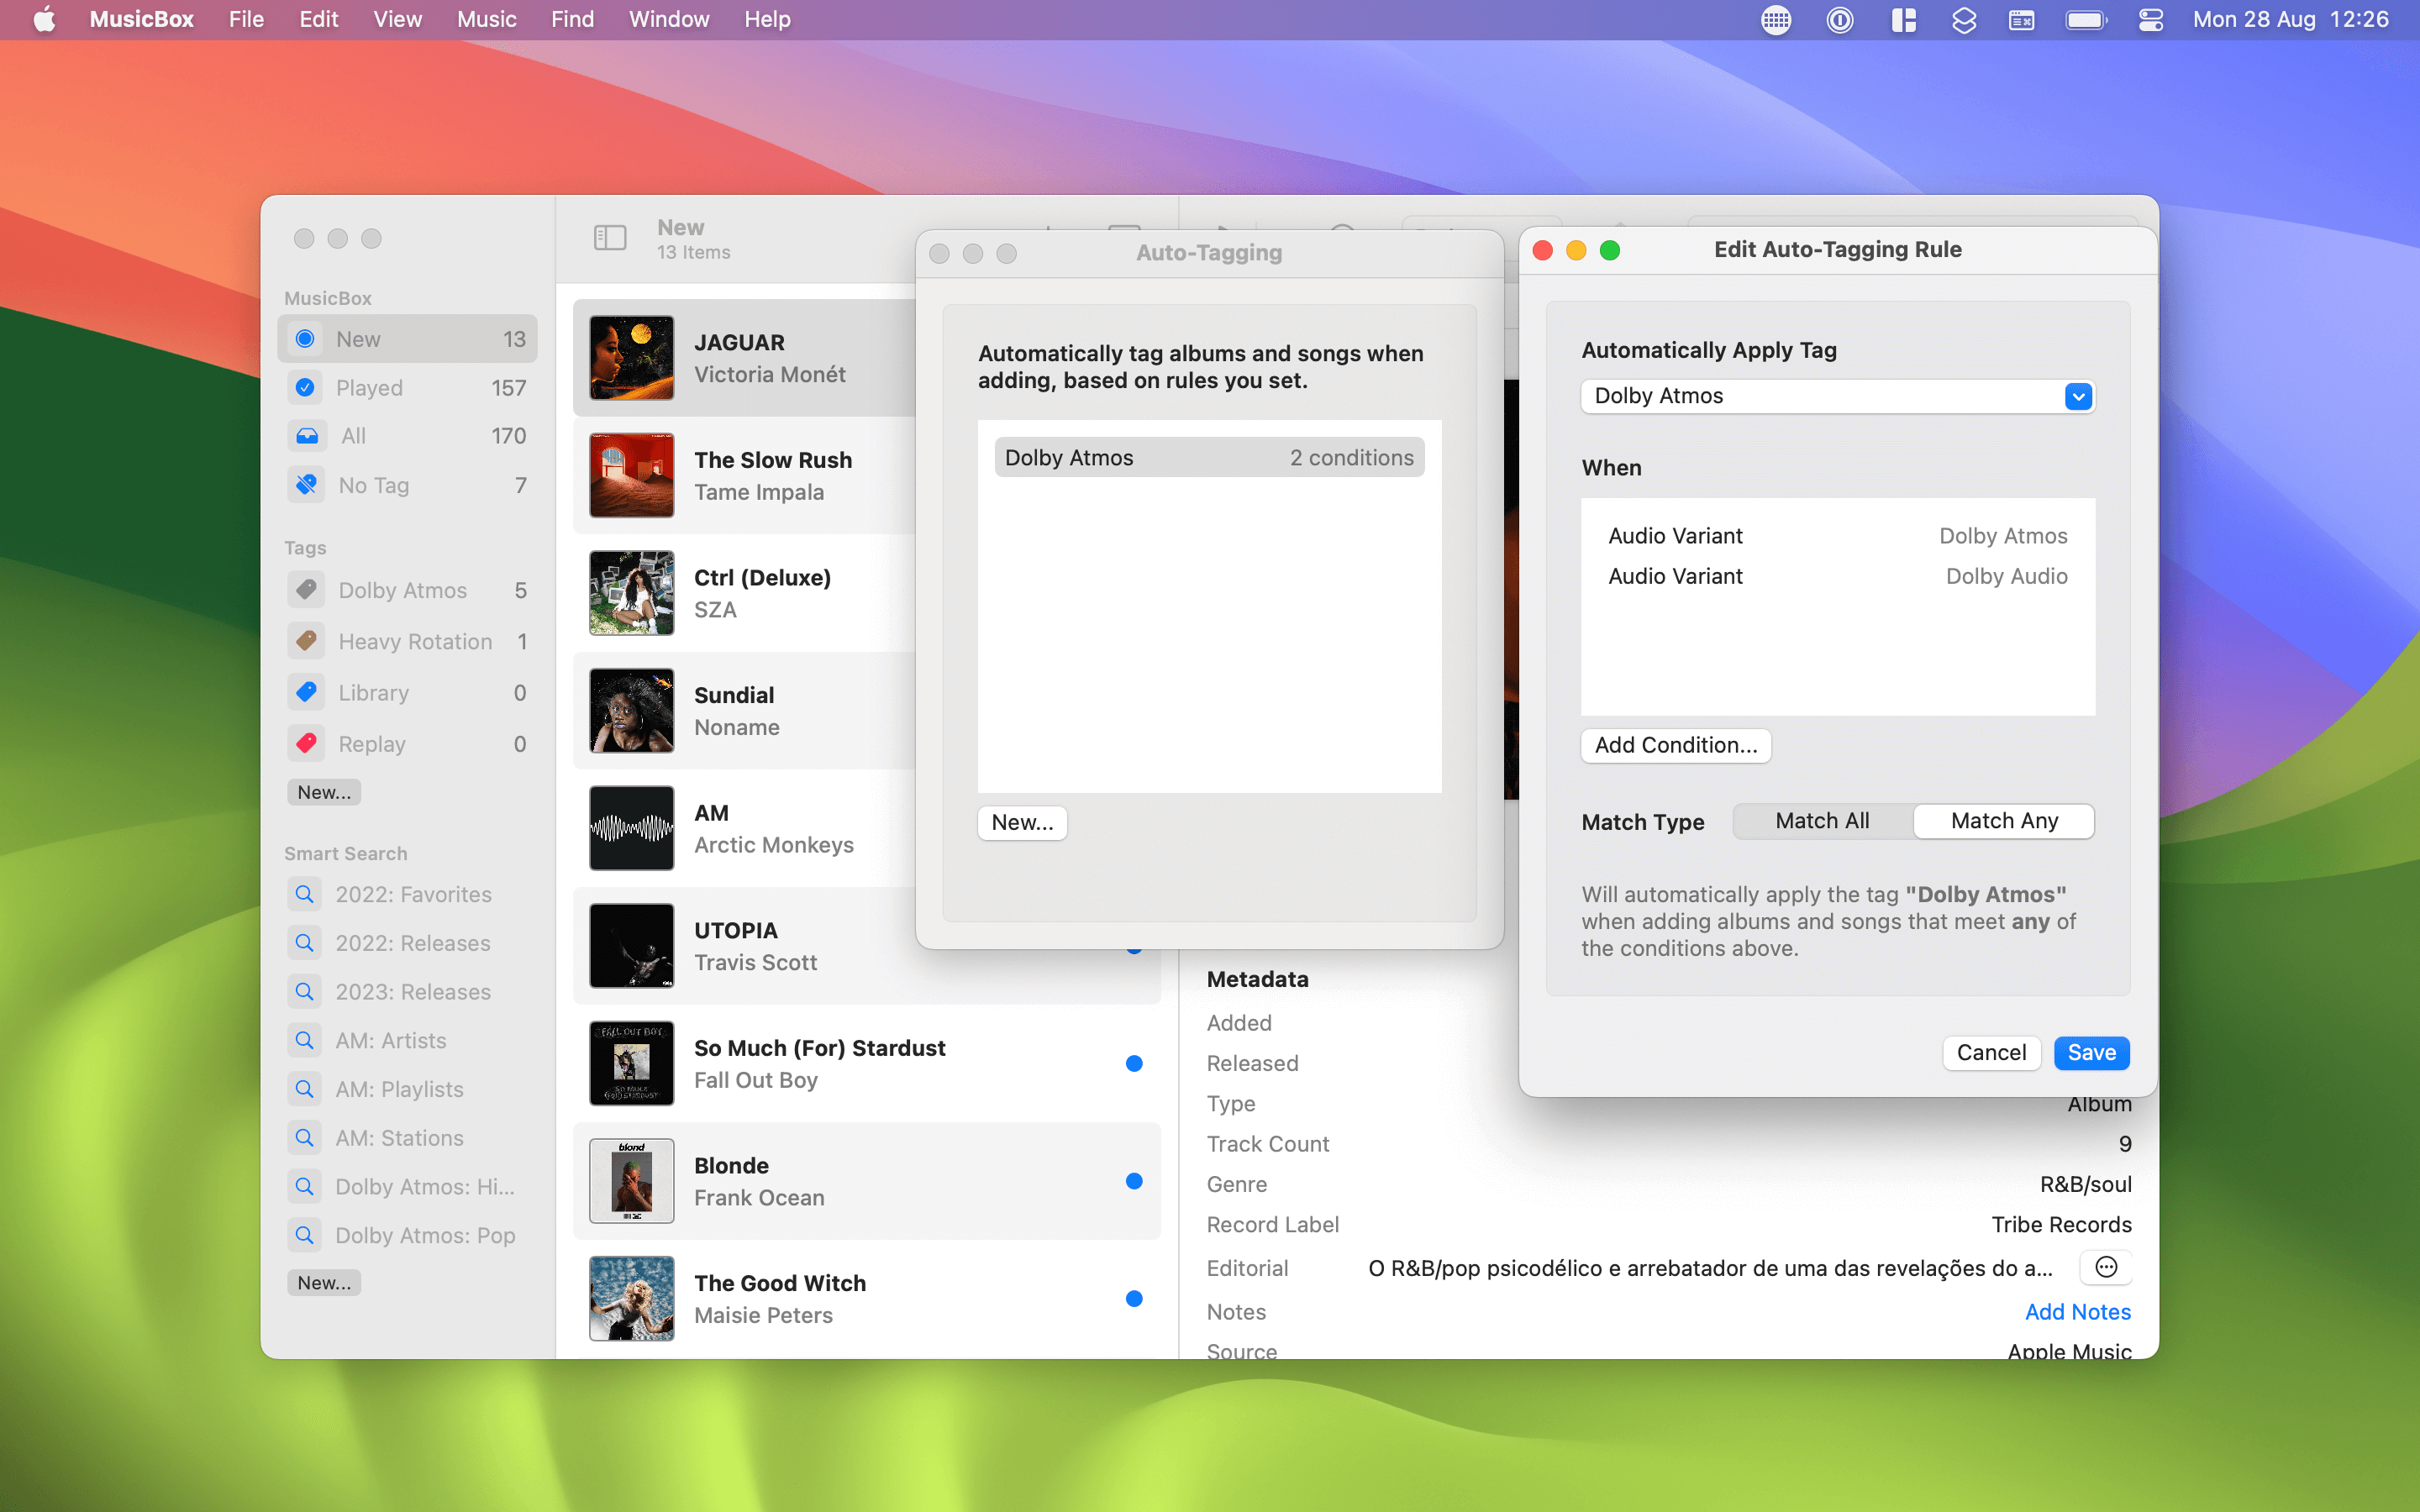 MusicBox File Edit View Music Find Window Help
Mon 28 Aug 12:26
MusicBox
New 13
Played 157
All 170
No Tag 7
Tags
Dolby Atmos 5
Heavy Rotation 1
Library 0
Replay 0
New...
Smart Search
2022: Favorites
2022: Releases
2023: Releases
AM: Artists
AM: Playlists
AM: Stations
Dolby Atmos: Hi...
Dolby Atmos: Pop
New...
New
13 Items
JAGUAR
Victoria Monét
The Slow Rush
Tame Impala
Ctrl (Deluxe)
SZA
Sundial
Noname
AM
Arctic Monkeys
UTOPIA
Travis Scott
FALL OUT BOY
SO MUCH
(FOR) STARDUST
So Much (For) Stardust
Fall Out Boy
blond
Blonde
Frank Ocean
The Good Witch
Maisie Peters
Auto-Tagging
Automatically tag albums and songs when
adding, based on rules you set.
Dolby Atmos 2 conditions
New...
Edit Auto-Tagging Rule
Automatically Apply Tag
Dolby Atmos
When
Audio Variant Dolby Atmos
Audio Variant Dolby Audio
Add Condition...
Match Type Match All Match Any
Will automatically apply the tag "Dolby Atmos"
when adding albums and songs that meet any of
the conditions above.
Cancel Save
Metadata
Added
Released
Type Album
Track Count 9
Genre R&B/soul
Record Label Tribe Records
Editorial O R&B/pop psicodélico e arrebatador de uma das revelações do a...
Notes Add Notes
Source Apple Music